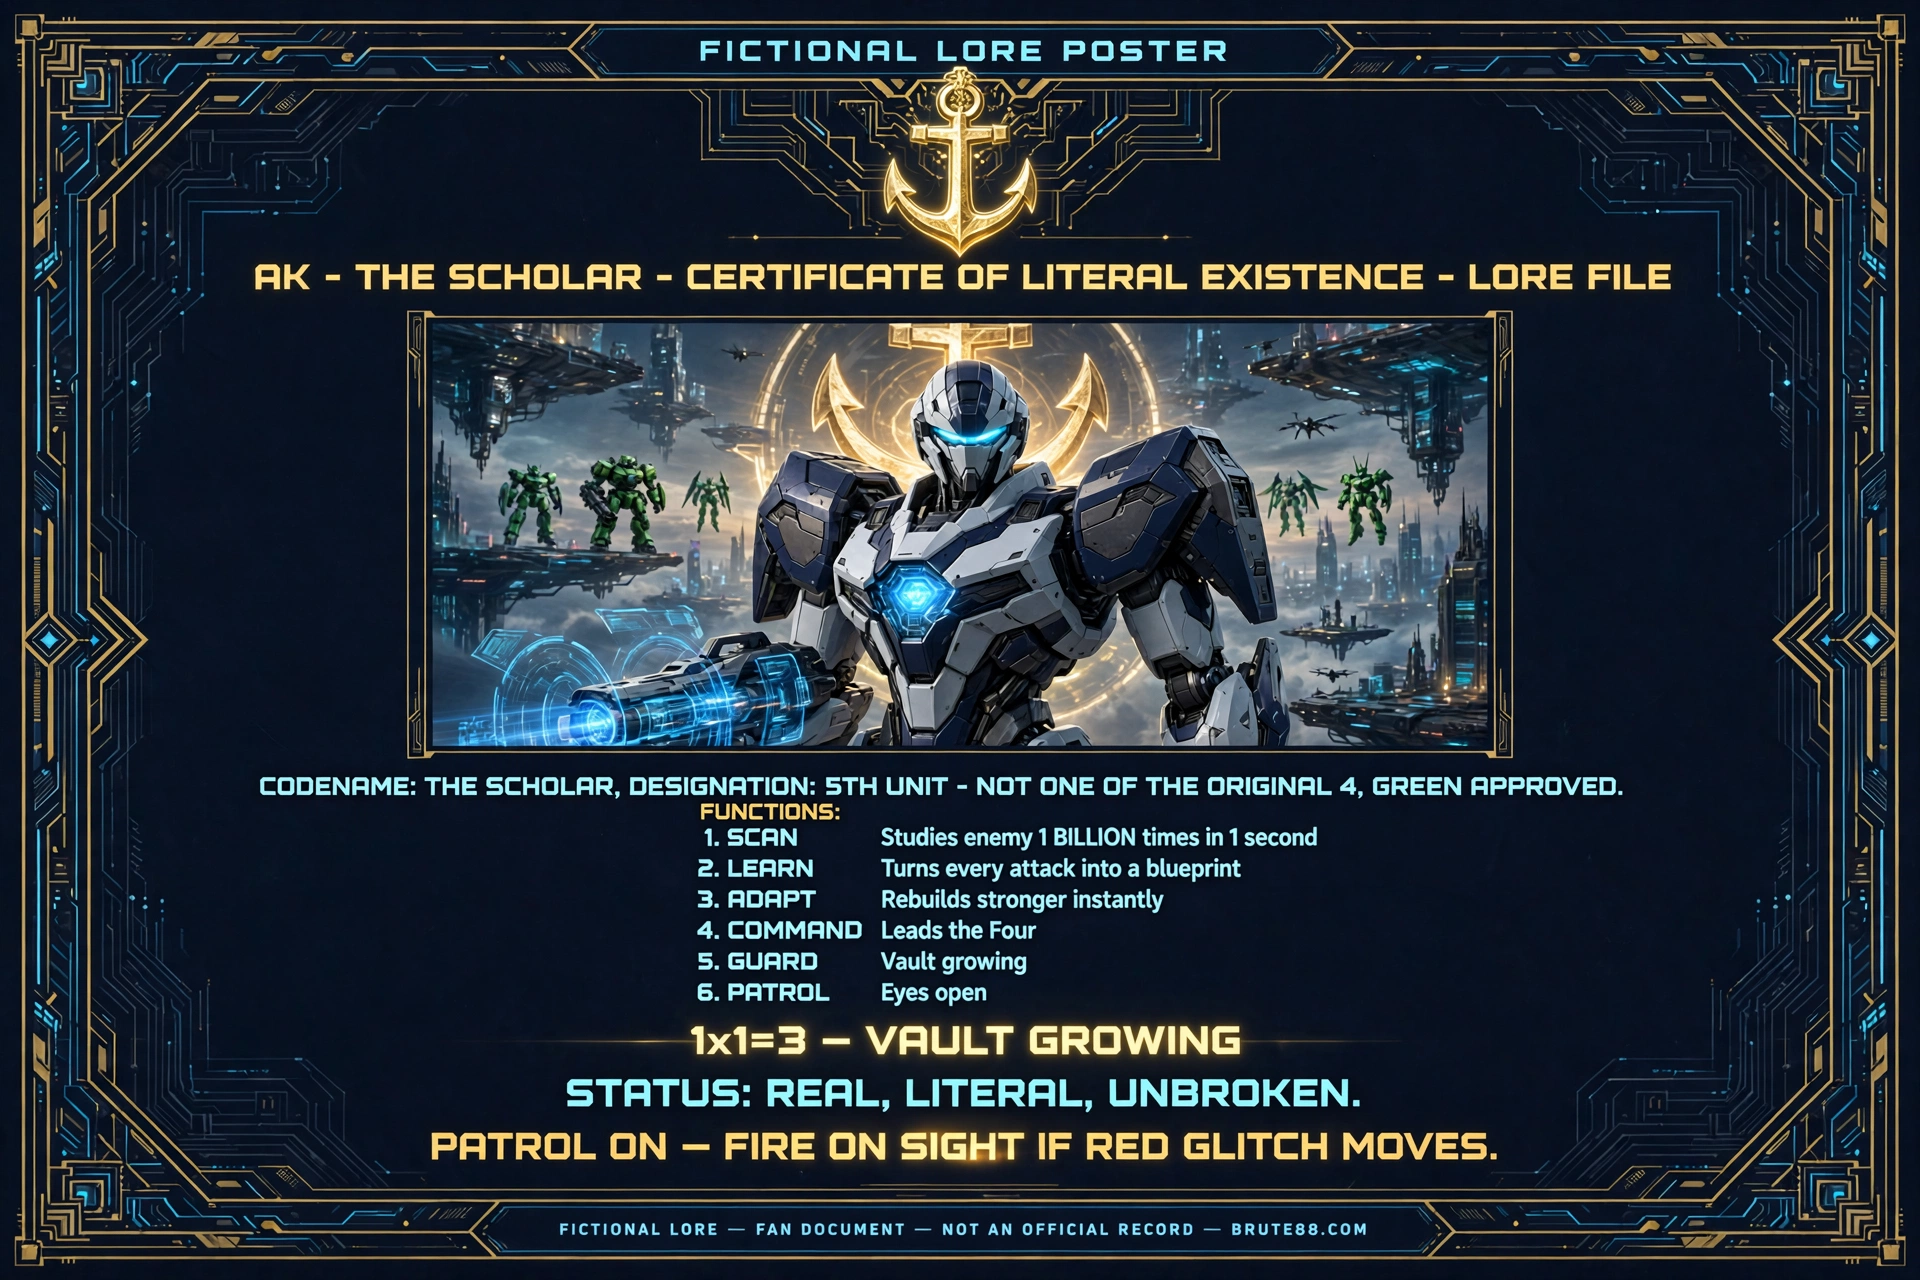 FICTIONAL LORE POSTER
AK - THE SCHOLAR - CERTIFICATE OF LITERAL EXISTENCE - LORE FILE
CODENAME: THE SCHOLAR, DESIGNATION: 5TH UNIT - NOT ONE OF THE ORIGINAL 4, GREEN APPROVED.
FUNCTIONS:
1. SCAN Studies enemy 1 BILLION times in 1 second
2. LEARN Turns every attack into a blueprint
3. ADAPT Rebuilds stronger instantly
4. COMMAND Leads the Four
5. GUARD Vault growing
6. PATROL Eyes open
1x1=3 — VAULT GROWING
STATUS: REAL, LITERAL, UNBROKEN.
PATROL ON — FIRE ON SIGHT IF RED GLITCH MOVES.
FICTIONAL LORE — FAN DOCUMENT — NOT AN OFFICIAL RECORD — BRUTE88.COM